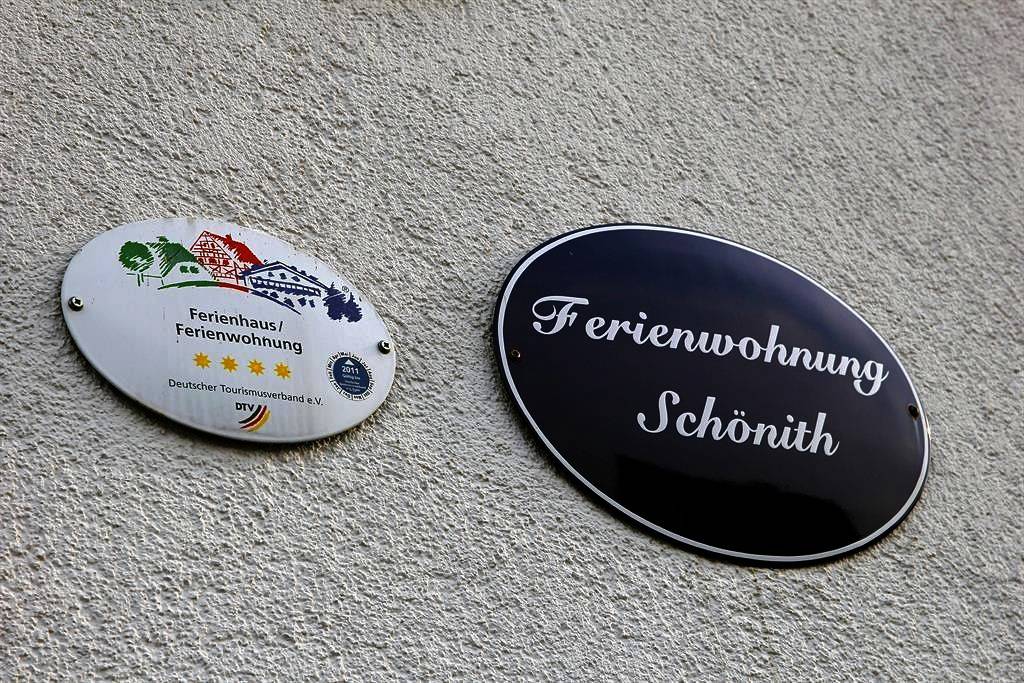 Ferienhaus/
Ferienwohnung
Deutscher Tourismusverband e.V.
DTV
®
2011
Ferienwohnung
Schönith